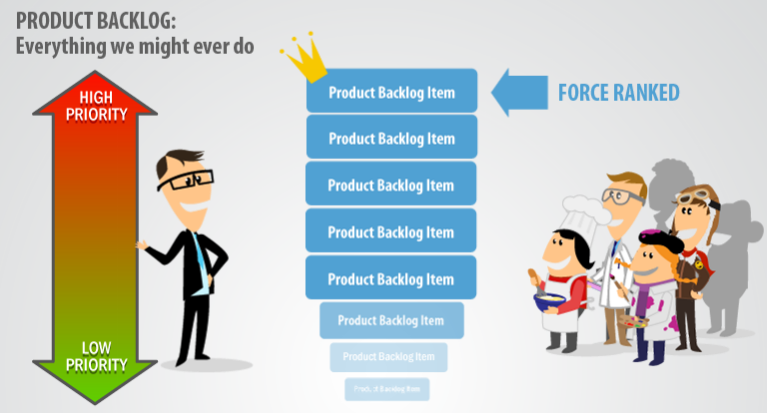 PRODUCT BACKLOG:
Everything we might ever do
HIGH
PRIORITY
LOW
PRIORITY
Product Backlog Item
Product Backlog Item
Product Backlog Item
Product Backlog Item
Product Backlog Item
Product Backlog Item
Product Backlog Item
Product Backlog Item
FORCE RANKED